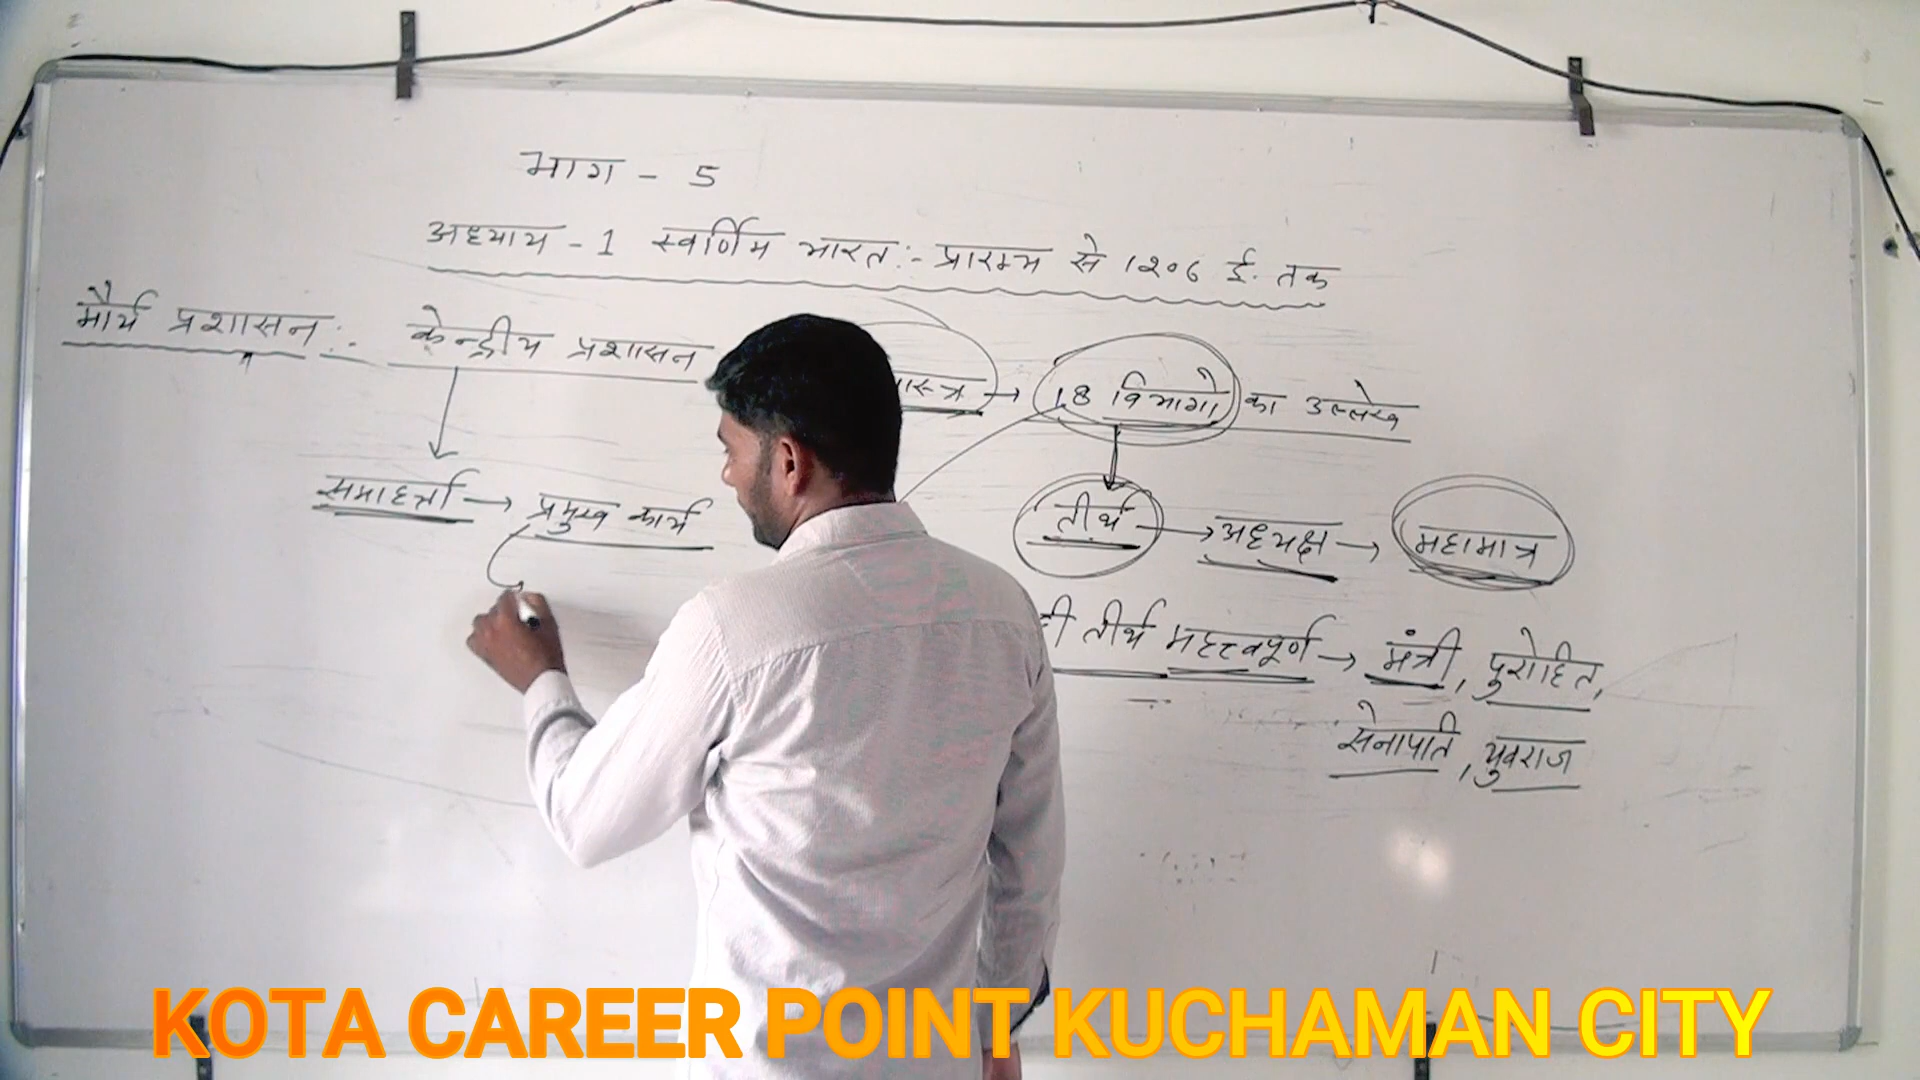 भाग - 5
अध्याय - 1 स्वर्णिम भारत :- प्रारम्भ से १२०६ ई. तक
मौर्य प्रशासन :- केन्द्रीय प्रशासन → 18 विभागो का उल्लेख
समाहर्ता → प्रमुख कार्य
तीर्थ → अध्यक्ष → महामात्र
तीर्थ महत्वपूर्ण → मंत्री, पुरोहित,
सेनापति, युवराज
KOTA CAREER POINT KUCHAMAN CITY